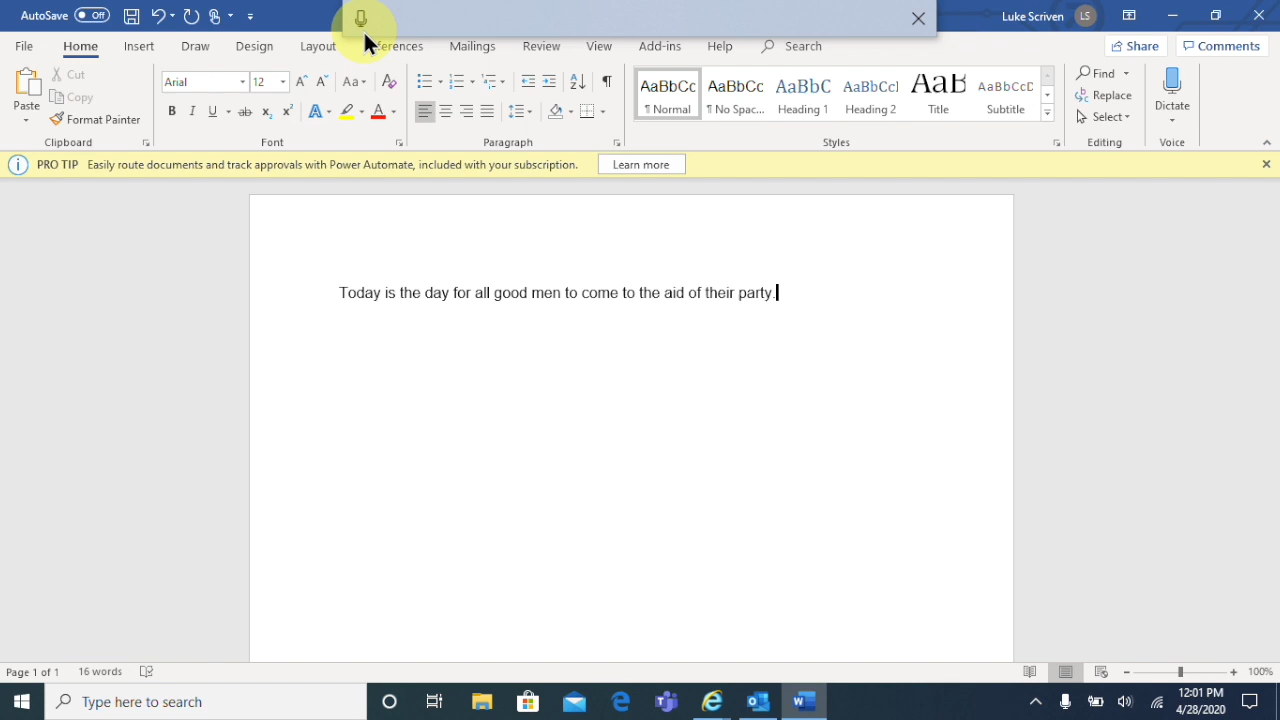 AutoSave Off Luke Scriven LS
File Home Insert Draw Design Layout References Mailings Review View Add-ins Help Search Share Comments
Paste Cut Copy Format Painter
Arial 12 Aa
B I U ab x₂ x² A A
AaBbCc AaBbCc AaBbC AaBbCcI AaB AaBbCcD
¶ Normal ¶ No Spac... Heading 1 Heading 2 Title Subtitle
Find Replace Select Dictate
Clipboard Font Paragraph Styles Editing Voice
PRO TIP Easily route documents and track approvals with Power Automate, included with your subscription. Learn more
Today is the day for all good men to come to the aid of their party.
Page 1 of 1 16 words 100%
Type here to search 12:01 PM
4/28/2020